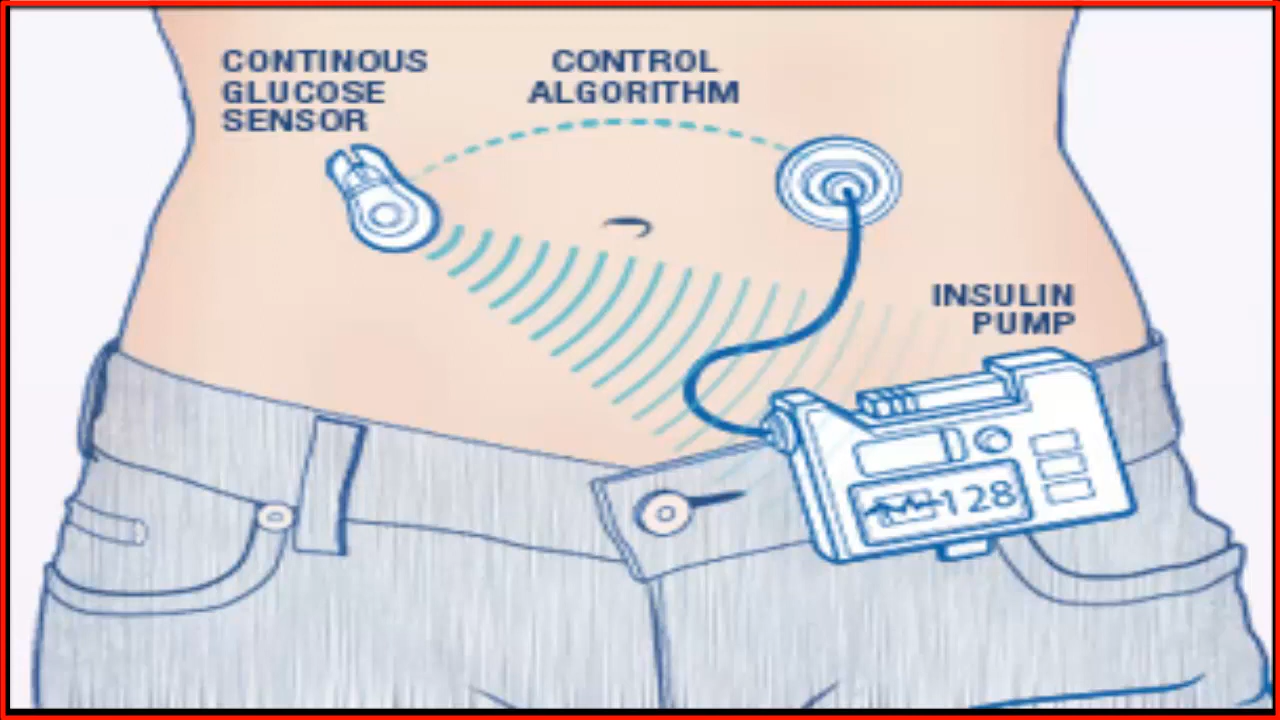 CONTINOUS
GLUCOSE
SENSOR
CONTROL
ALGORITHM
INSULIN
PUMP
128